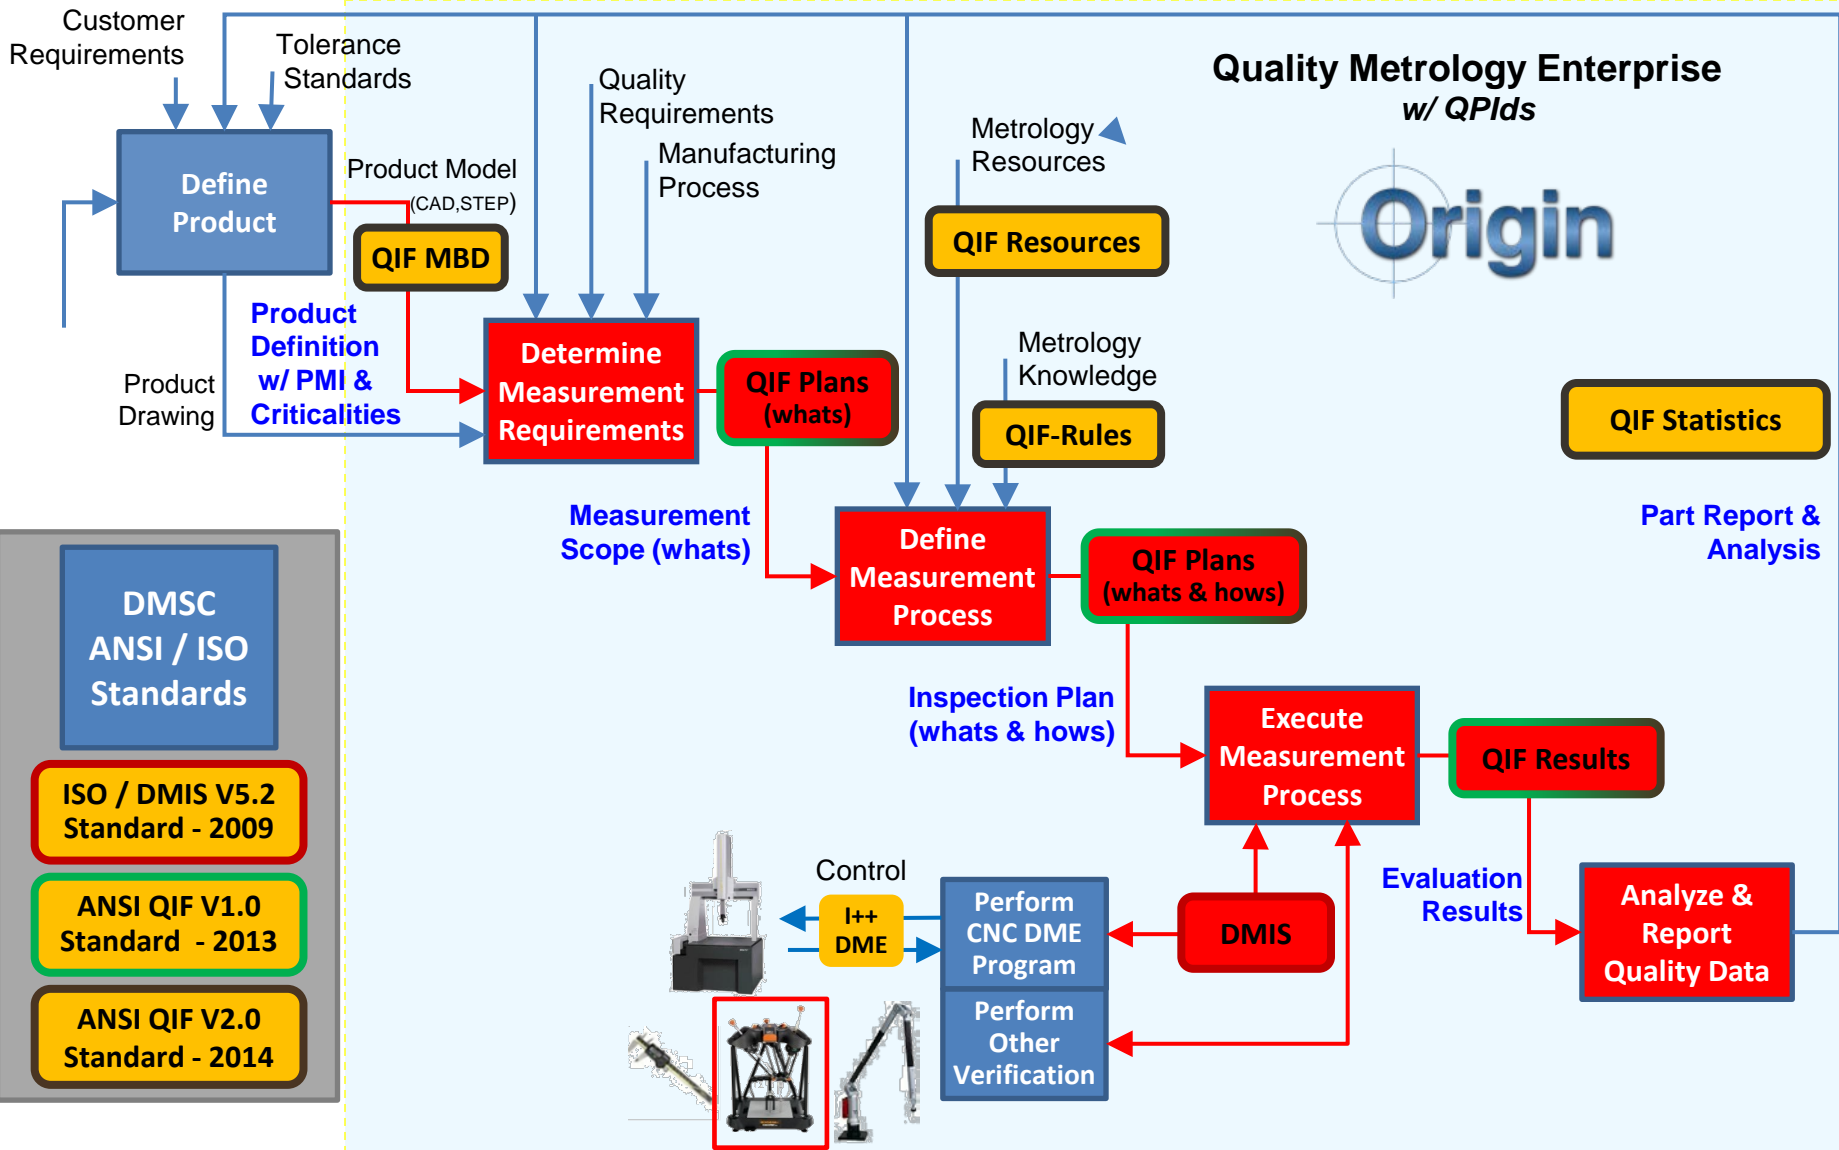 Customer
Requirements
Tolerance
Standards
Quality
Requirements
Manufacturing
Process
Metrology
Resources
Quality Metrology Enterprise
w/ QPIds
Origin
Define
Product
Product Model
(CAD,STEP)
QIF MBD
QIF Resources
Product
Definition
w/ PMI &
Criticalities
Product
Drawing
Determine
Measurement
Requirements
QIF Plans
(whats)
Metrology
Knowledge
QIF-Rules
QIF Statistics
Measurement
Scope (whats)
Define
Measurement
Process
QIF Plans
(whats & hows)
Part Report &
Analysis
DMSC
ANSI / ISO
Standards
ISO / DMIS V5.2
Standard - 2009
ANSI QIF V1.0
Standard - 2013
ANSI QIF V2.0
Standard - 2014
Inspection Plan
(whats & hows)
Execute
Measurement
Process
QIF Results
Control
I++
DME
Perform
CNC DME
Program
DMIS
Evaluation
Results
Analyze &
Report
Quality Data
Perform
Other
Verification